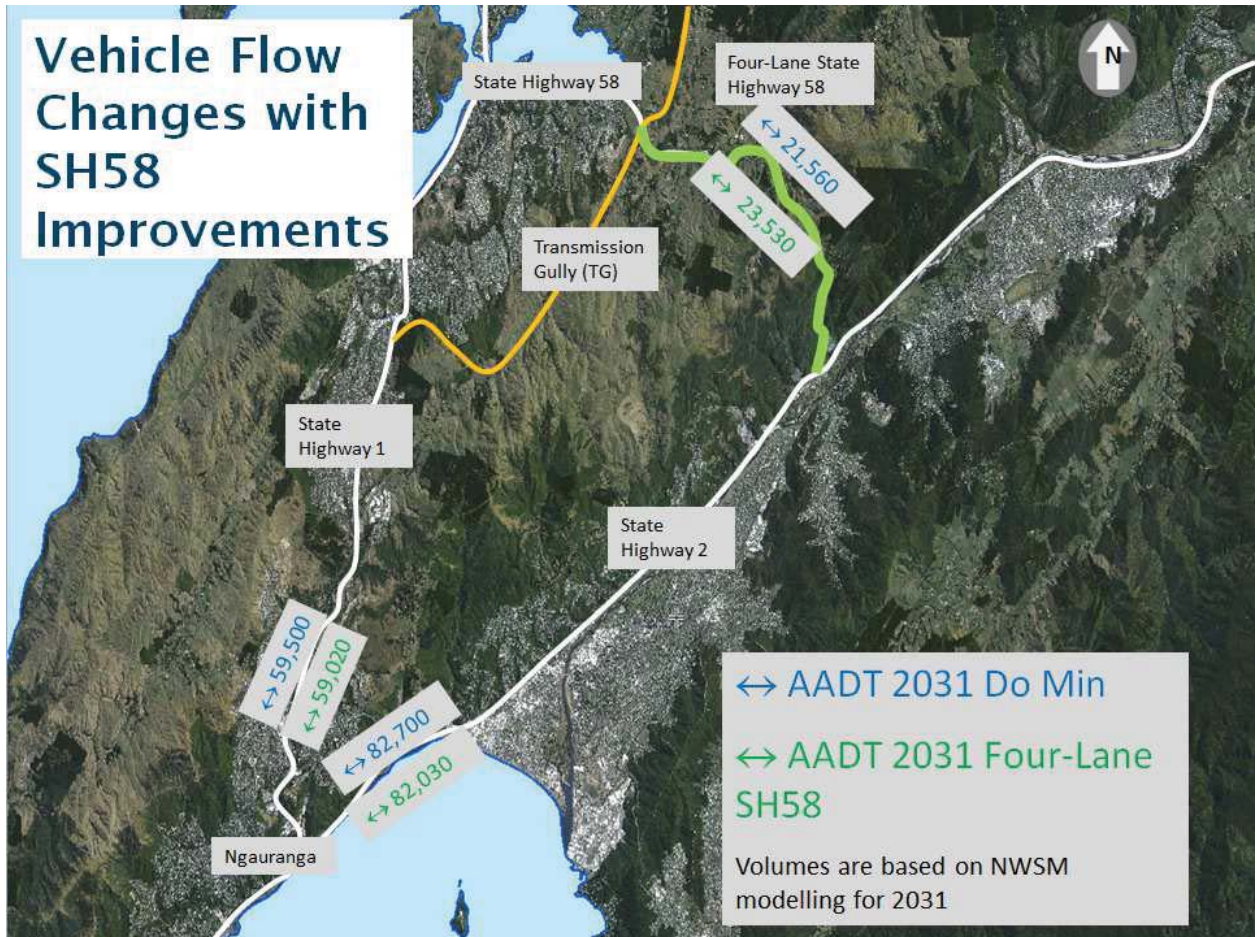 Vehicle Flow
Changes with
SH58
Improvements
State Highway 58
Four-Lane State
Highway 58
N
↔ 21,560
↔ 23,530
Transmission
Gully (TG)
State
Highway 1
State
Highway 2
↔ 59,500
↔ 59,020
↔ 82,700
↔ 82,030
Ngauranga
↔ AADT 2031 Do Min
↔ AADT 2031 Four-Lane
SH58
Volumes are based on NWSM
modelling for 2031